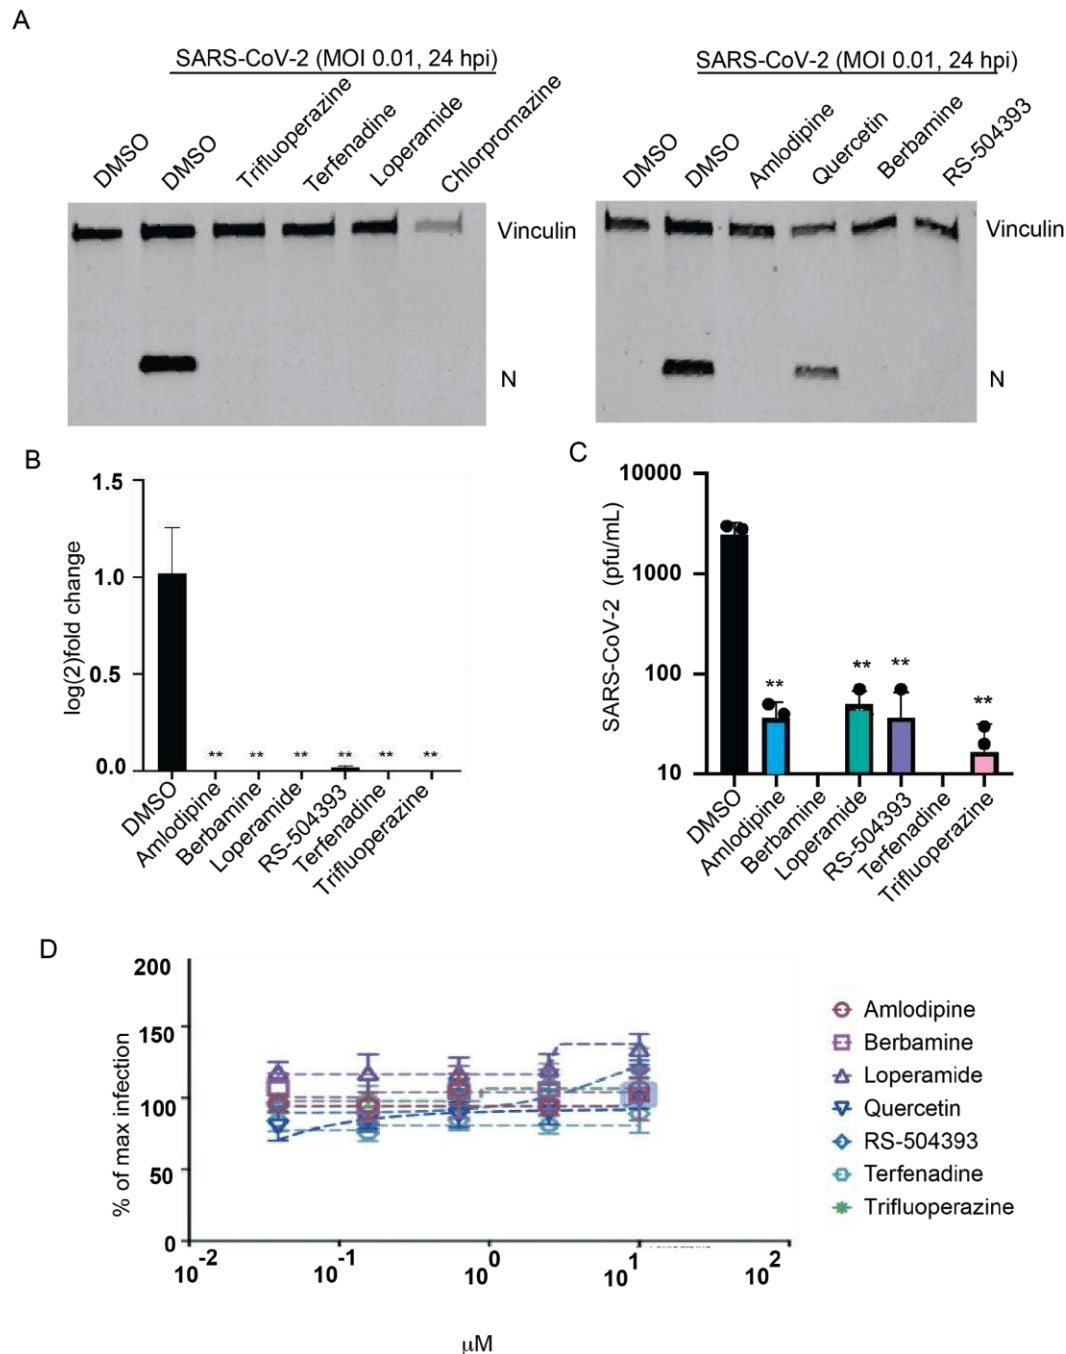 A
SARS-CoV-2 (MOI 0.01, 24 hpi)
DMSO
DMSO
Trifluoperazine
Terfenadine
Loperamide
Chlorpromazine
Vinculin
N
SARS-CoV-2 (MOI 0.01, 24 hpi)
DMSO
DMSO
Amlodipine
Quercetin
Berbamine
RS-504393
Vinculin
N
B
log(2)fold change
1.5
1.0
0.5
0.0
** ** ** ** ** **
DMSO
Amlodipine
Berbamine
Loperamide
RS-504393
Terfenadine
Trifluoperazine
C
SARS-CoV-2 (pfu/mL)
10000
1000
100
10
** ** ** **
DMSO
Amlodipine
Berbamine
Loperamide
RS-504393
Terfenadine
Trifluoperazine
D
% of max infection
200
150
100
50
0
10-2 10-1 100 101 102
μM
Amlodipine
Berbamine
Loperamide
Quercetin
RS-504393
Terfenadine
Trifluoperazine